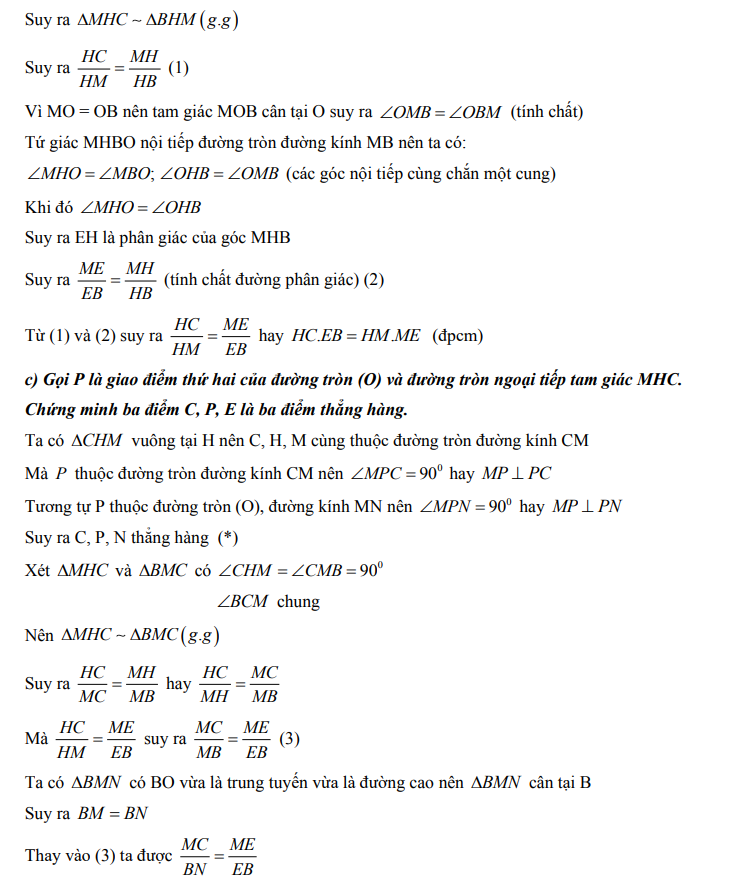 Suy ra ΔMHC ~ ΔBHM (g.g)
Suy ra HC/HM = MH/HB (1)
Vì MO = OB nên tam giác MOB cân tại O suy ra ∠OMB = ∠OBM (tính chất)
Tứ giác MHBO nội tiếp đường tròn đường kính MB nên ta có:
∠MHO = ∠MBO; ∠OHB = ∠OMB (các góc nội tiếp cùng chắn một cung)
Khi đó ∠MHO = ∠OHB
Suy ra EH là phân giác của góc MHB
Suy ra ME/EB = MH/HB (tính chất đường phân giác) (2)
Từ (1) và (2) suy ra HC/HM = ME/EB hay HC.EB = HM.ME (đpcm)
c) Gọi P là giao điểm thứ hai của đường tròn (O) và đường tròn ngoại tiếp tam giác MHC.
Chứng minh ba điểm C, P, E là ba điểm thẳng hàng.
Ta có ΔCHM vuông tại H nên C, H, M cùng thuộc đường tròn đường kính CM
Mà P thuộc đường tròn đường kính CM nên ∠MPC = 90⁰ hay MP ⊥ PC
Tương tự P thuộc đường tròn (O), đường kính MN nên ∠MPN = 90⁰ hay MP ⊥ PN
Suy ra C, P, N thẳng hàng (*)
Xét ΔMHC và ΔBMC có ∠CHM = ∠CMB = 90⁰
∠BCM chung
Nên ΔMHC ~ ΔBMC (g.g)
Suy ra HC/MC = MH/MB hay HC/MH = MC/MB
Mà HC/HM = ME/EB suy ra MC/MB = ME/EB (3)
Ta có ΔBMN có BO vừa là trung tuyến vừa là đường cao nên ΔBMN cân tại B
Suy ra BM = BN
Thay vào (3) ta được MC/BN = ME/EB